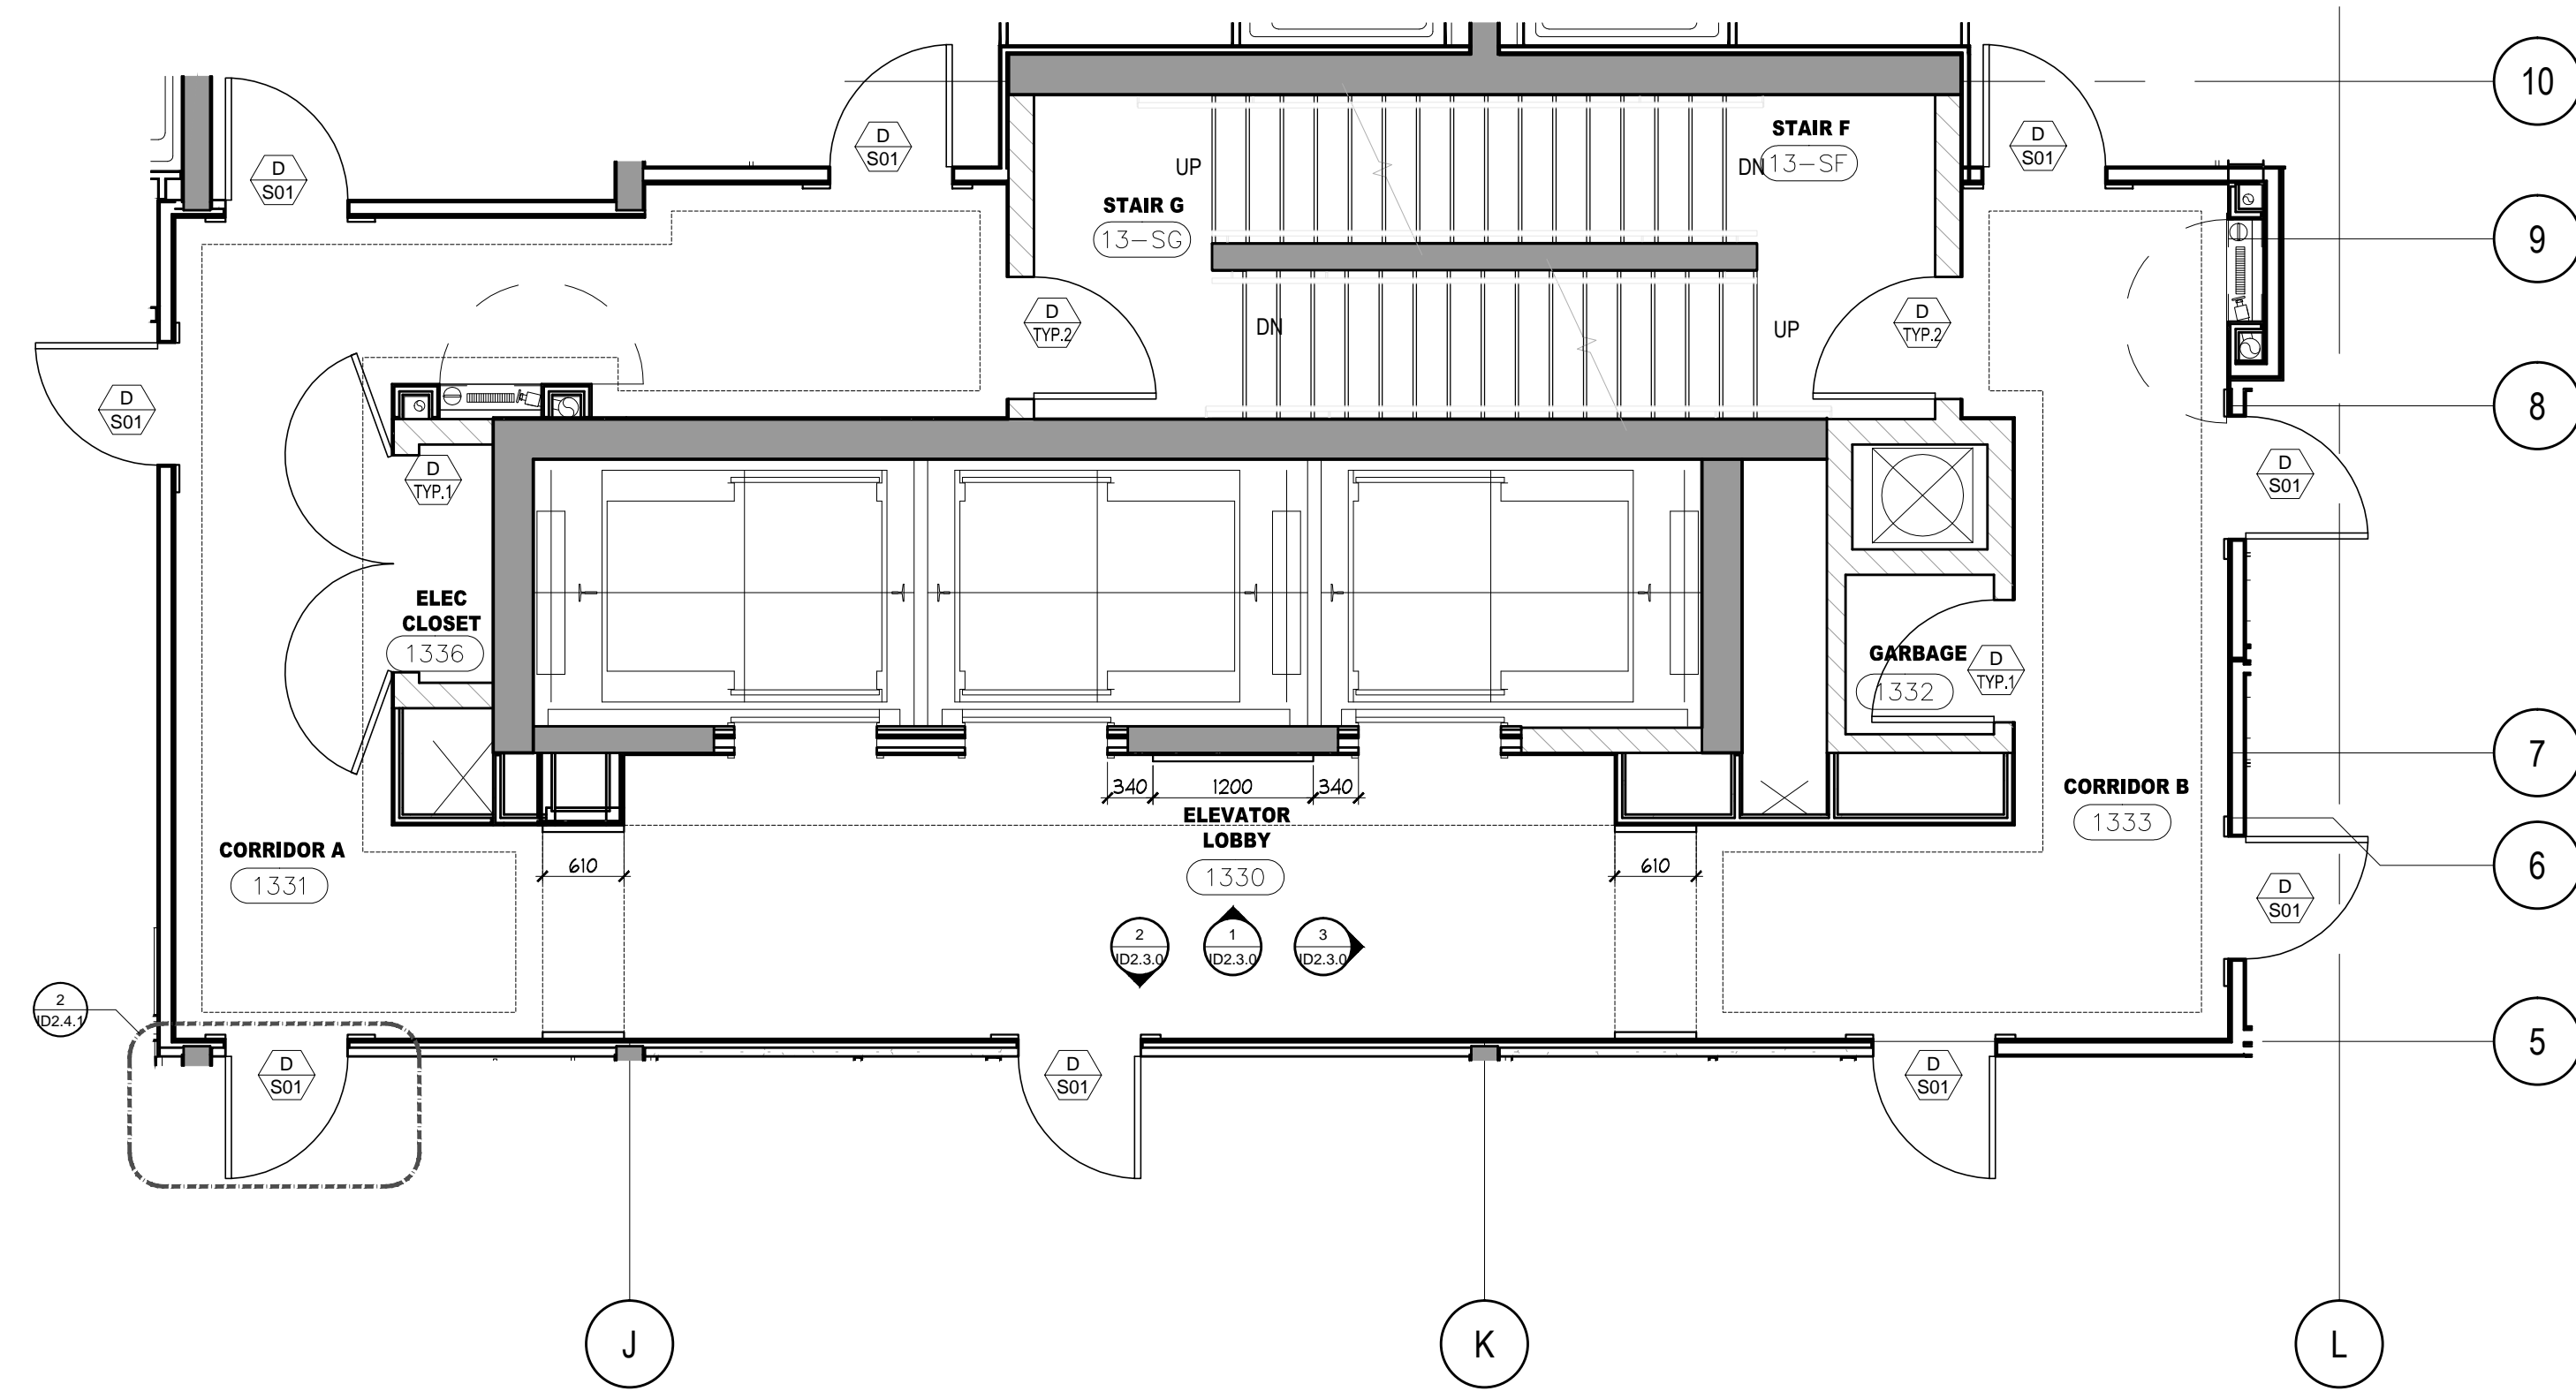 10
D
S01
D
S01
D
S01
D
S01
STAIR F
13-SF
UP
DN
STAIR G
13-SG
9
D
TYP.2
DN
UP
D
TYP.2
D
S01
8
D
TYP.1
D
S01
ELEC
CLOSET
1336
GARBAGE
1332
D
TYP.1
7
340
1200
340
CORRIDOR B
1333
ELEVATOR
LOBBY
1330
CORRIDOR A
1331
610
610
6
D
S01
2
ID2.3.0
1
ID2.3.0
3
ID2.3.0
2
ID2.4.1
5
D
S01
D
S01
D
S01
J
K
L